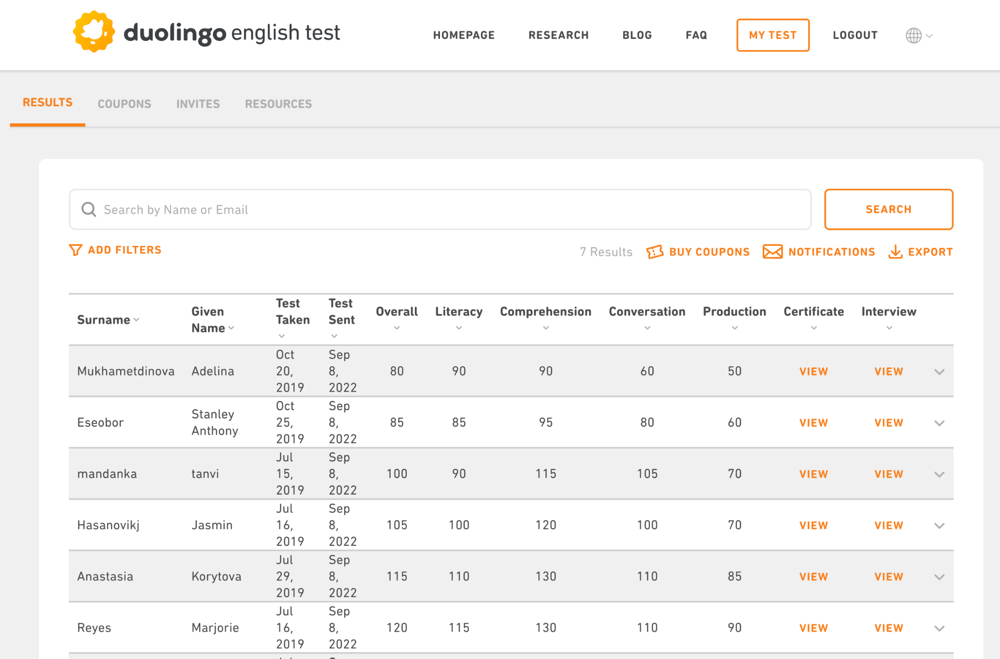 duolingo english test
HOMEPAGE RESEARCH BLOG FAQ MY TEST LOGOUT
RESULTS COUPONS INVITES RESOURCES
Search by Name or Email SEARCH
ADD FILTERS 7 Results BUY COUPONS NOTIFICATIONS EXPORT
Surname Given Name Test Taken Test Sent Overall Literacy Comprehension Conversation Production Certificate Interview
Mukhametdinova Adelina Oct 20, 2019 Sep 8, 2022 80 90 90 60 50 VIEW VIEW
Eseobor Stanley Anthony Oct 25, 2019 Sep 8, 2022 85 85 95 80 60 VIEW VIEW
mandanka tanvi Jul 15, 2019 Sep 8, 2022 100 90 115 105 70 VIEW VIEW
Hasanovikj Jasmin Jul 16, 2019 Sep 8, 2022 105 100 120 100 70 VIEW VIEW
Anastasia Korytova Jul 29, 2019 Sep 8, 2022 115 110 130 110 85 VIEW VIEW
Reyes Marjorie Jul 16, 2019 Sep 8, 2022 120 115 130 110 90 VIEW VIEW